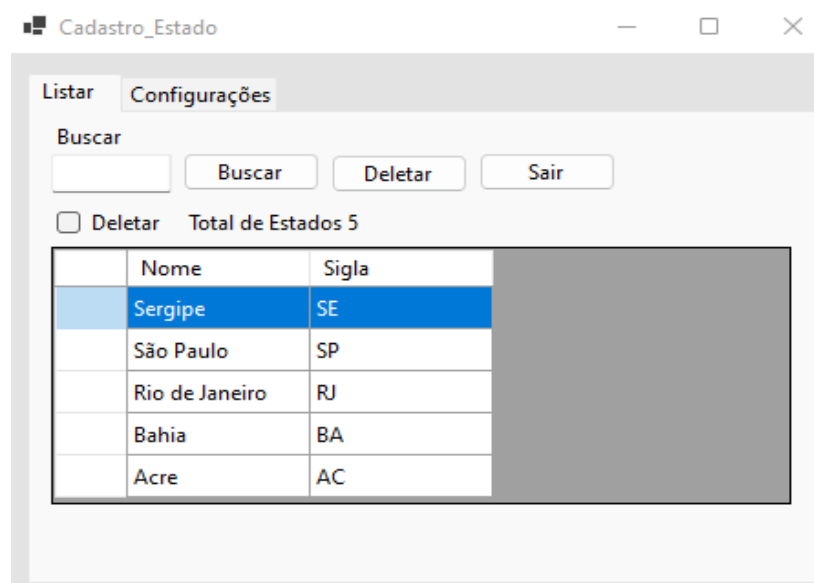 Cadastro_Estado
Listar Configurações
Buscar
Buscar Deletar Sair
Deletar Total de Estados 5
Nome Sigla
Sergipe SE
São Paulo SP
Rio de Janeiro RJ
Bahia BA
Acre AC